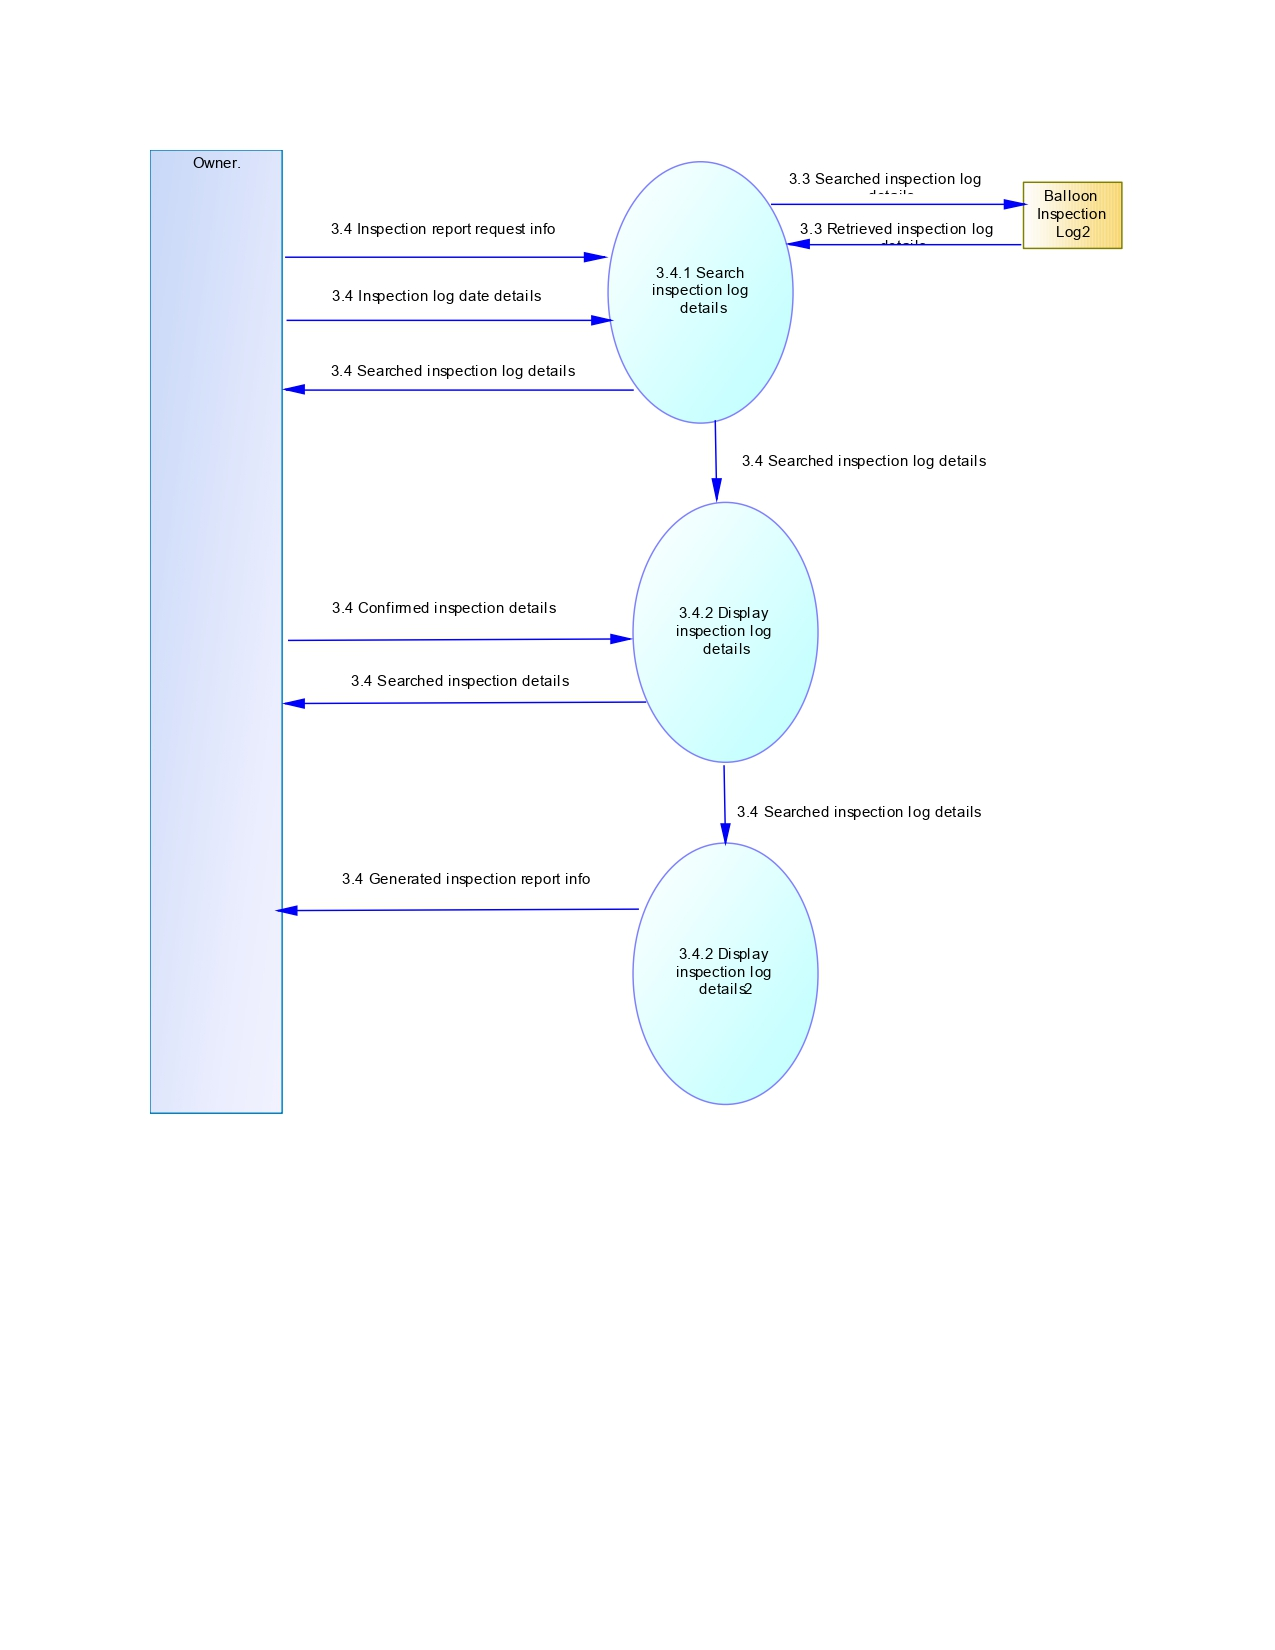 Owner.
3.3 Searched inspection log
Balloon
Inspection
Log2
3.4 Inspection report request info
3.3 Retrieved inspection log
3.4.1 Search
inspection log
details
3.4 Inspection log date details
3.4 Searched inspection log details
3.4 Searched inspection log details
3.4 Confirmed inspection details
3.4.2 Display
inspection log
details
3.4 Searched inspection details
3.4 Searched inspection log details
3.4 Generated inspection report info
3.4.2 Display
inspection log
details2